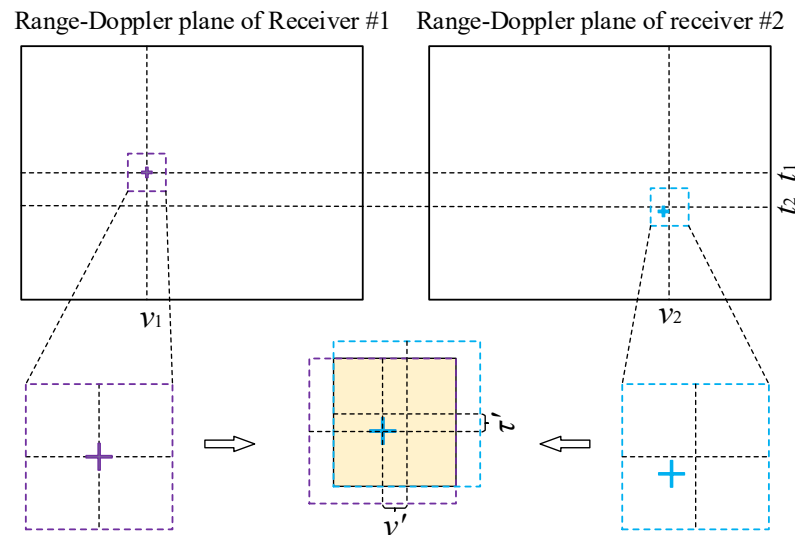 Range-Doppler plane of Receiver #1
Range-Doppler plane of receiver #2
t₁
t₂
v₁
v₂
τ'
v'